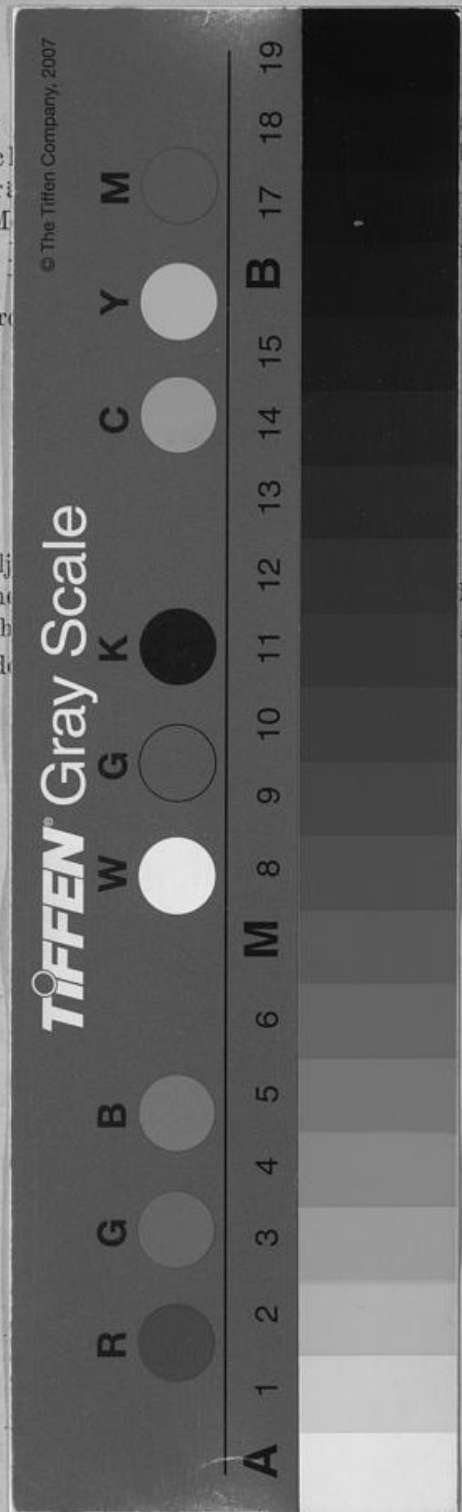 © The Tiffen Company, 2007
TIFFEN® Gray Scale
R G B W G K C Y M
A 1 2 3 4 5 6 M 8 9 10 11 12 13 14 15 B 17 18 19